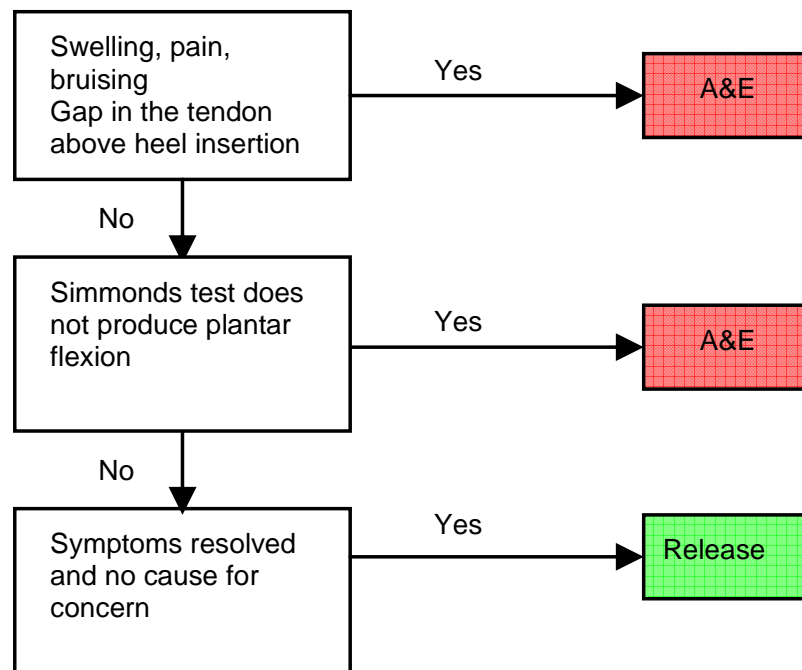 Swelling, pain,
bruising
Gap in the tendon
above heel insertion
Yes
A&E
No
Simmonds test does
not produce plantar
flexion
Yes
A&E
No
Symptoms resolved
and no cause for
concern
Yes
Release